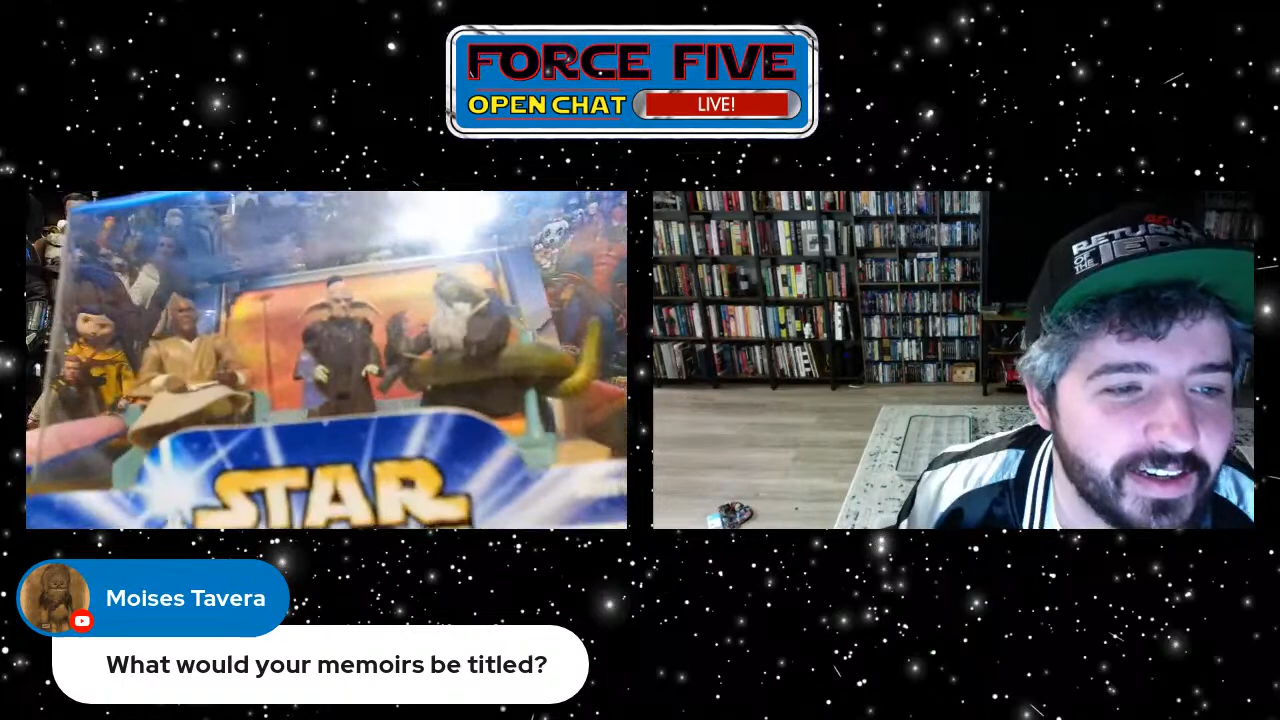 FORCE FIVE
OPEN CHAT LIVE!
RETURN
OF THE JEDI
STAR
Moises Tavera
What would your memoirs be titled?